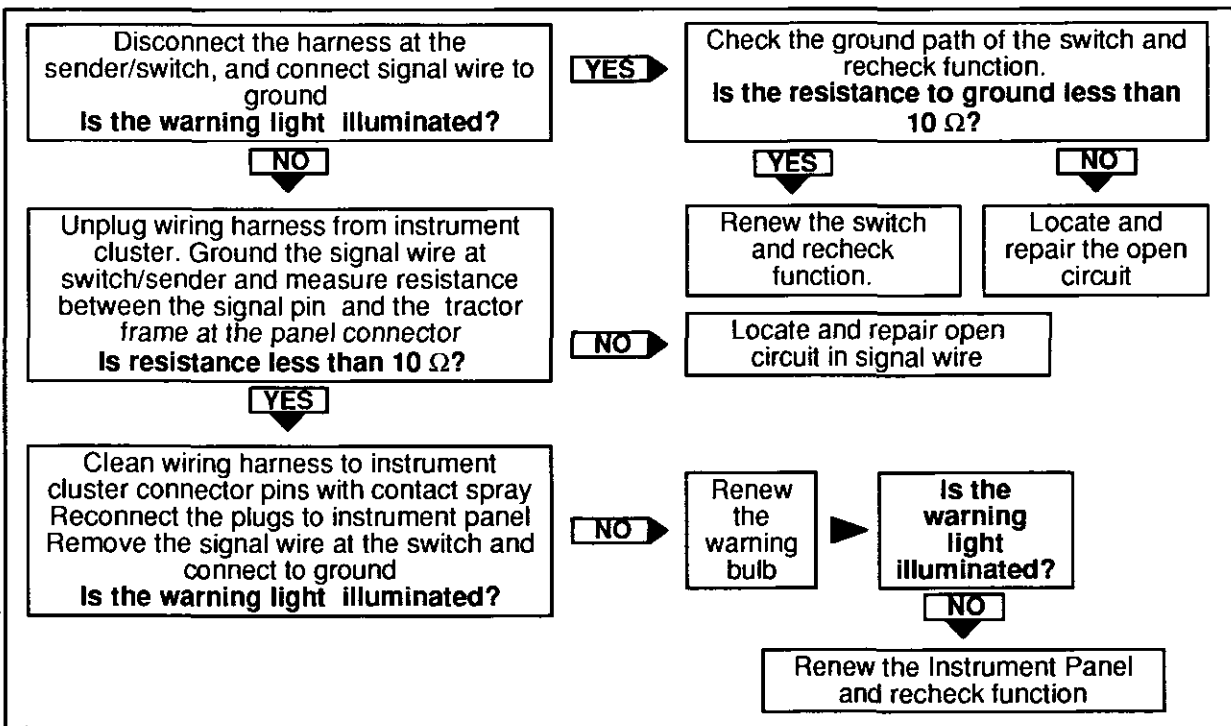 Disconnect the harness at the
sender/switch, and connect signal wire to
ground
Is the warning light illuminated?
YES
Check the ground path of the switch and
recheck function.
Is the resistance to ground less than
10 Ω?
NO
YES
NO
Unplug wiring harness from instrument
cluster. Ground the signal wire at
switch/sender and measure resistance
between the signal pin and the tractor
frame at the panel connector
Is resistance less than 10 Ω?
Renew the switch
and recheck
function.
Locate and
repair the open
circuit
NO
Locate and repair open
circuit in signal wire
YES
Clean wiring harness to instrument
cluster connector pins with contact spray
Reconnect the plugs to instrument panel
Remove the signal wire at the switch and
connect to ground
Is the warning light illuminated?
NO
Renew
the
warning
bulb
Is the
warning
light
illuminated?
NO
Renew the Instrument Panel
and recheck function